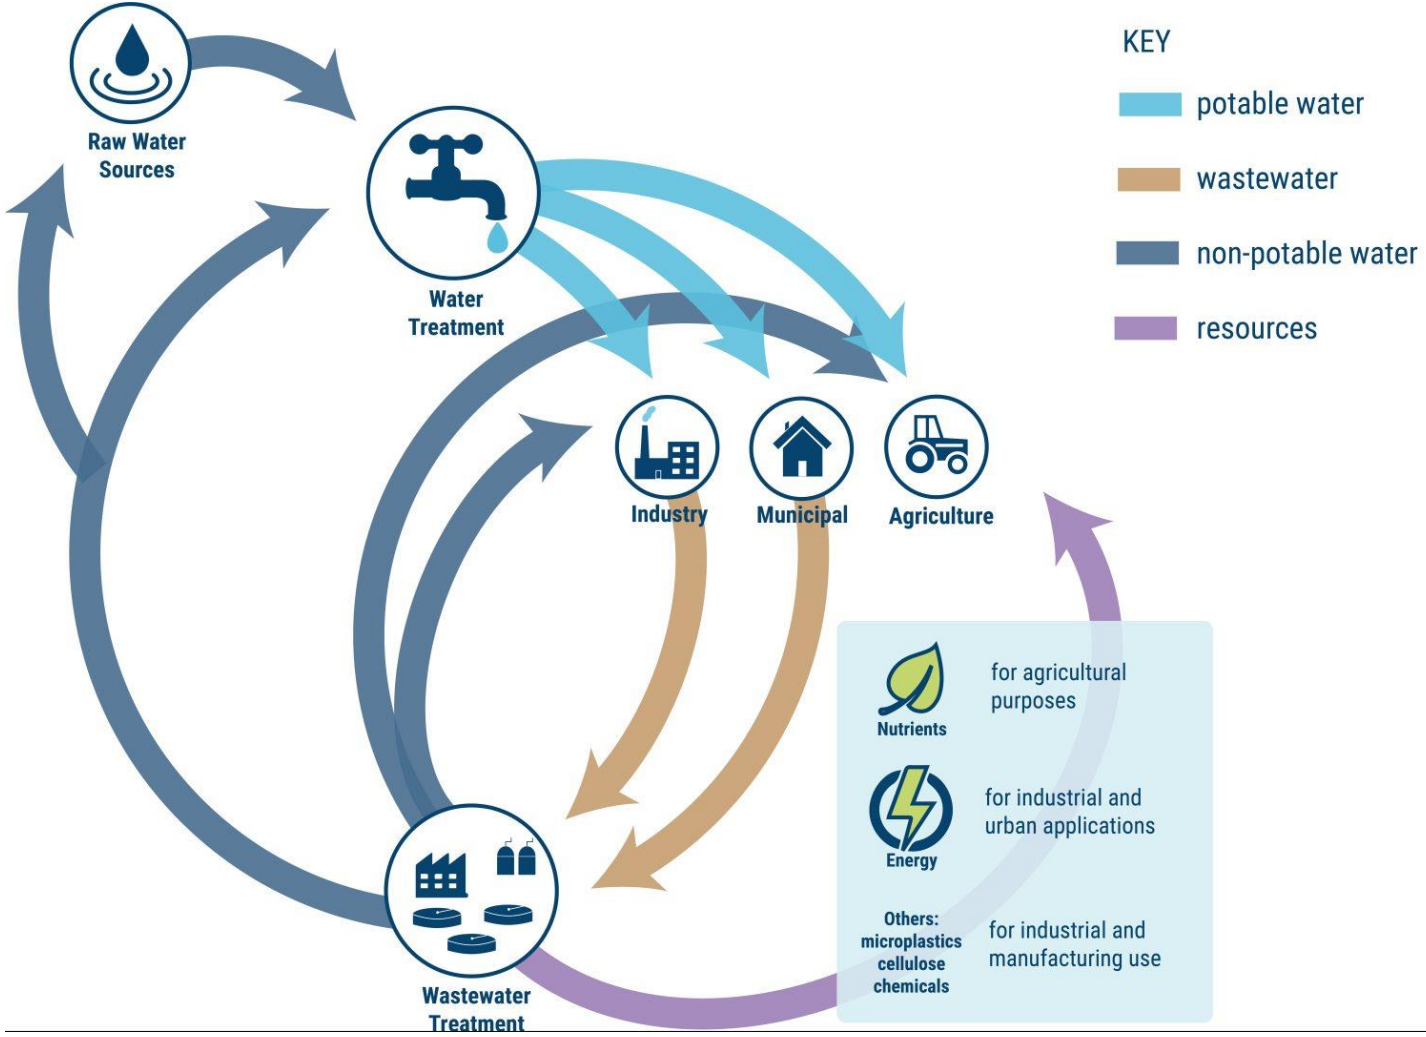 Raw Water
Sources
Water
Treatment
KEY
potable water
wastewater
non-potable water
resources
Industry
Municipal
Agriculture
Nutrients
for agricultural
purposes
Energy
for industrial and
urban applications
Others:
microplastics
cellulose
chemicals
for industrial and
manufacturing use
Wastewater
Treatment